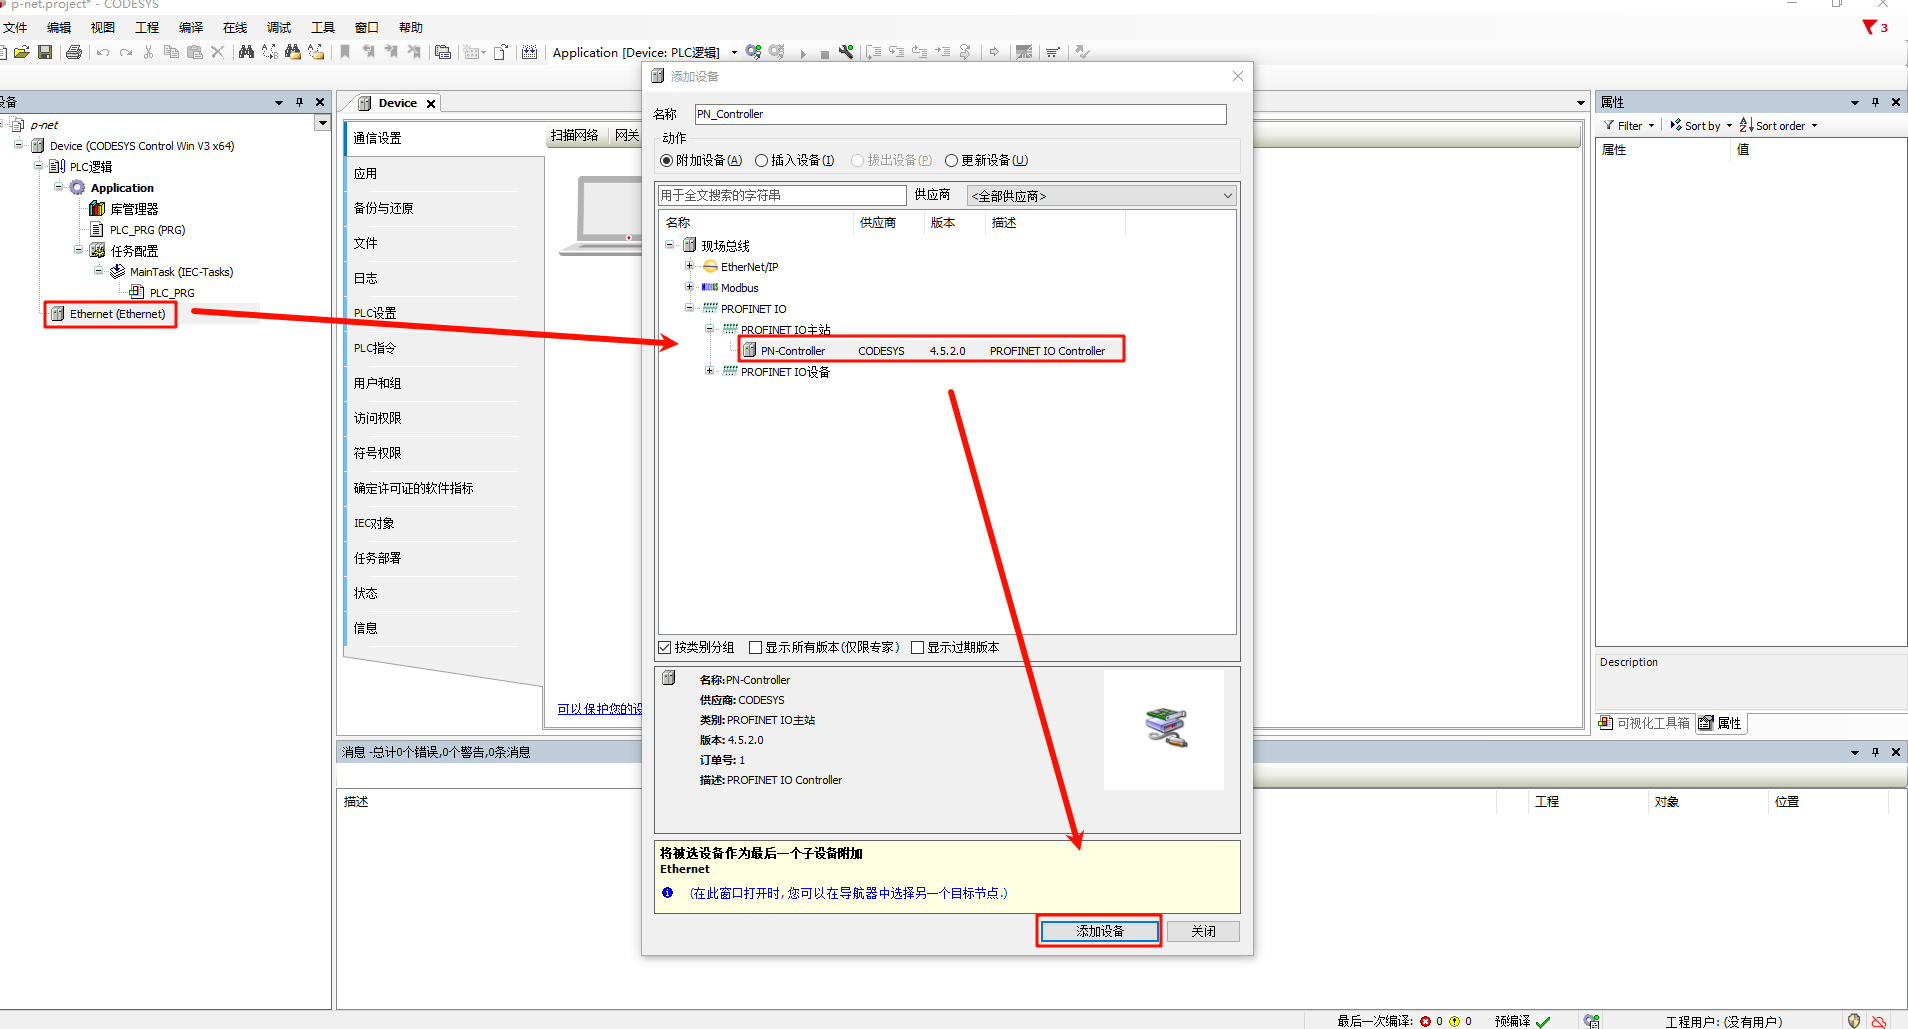 p-net.project* - CODESYS
文件 编辑 视图 工程 编译 在线 调试 工具 窗口 帮助
3
Application [Device: PLC逻辑]
设备
p-net
Device (CODESYS Control Win V3 x64)
PLC逻辑
Application
库管理器
PLC_PRG (PRG)
任务配置
MainTask (IEC-Tasks)
PLC_PRG
Ethernet (Ethernet)
Device
通信设置
应用
备份与还原
文件
日志
PLC设置
PLC指令
用户和组
访问权限
符号权限
确定许可证的软件指标
IEC对象
任务部署
状态
信息
扫描网络 网关
可以保护您的设
添加设备
名称 PN_Controller
动作
附加设备(A) 插入设备(I) 拔出设备(P) 更新设备(U)
用于全文搜索的字符串 供应商 <全部供应商>
名称 供应商 版本 描述
现场总线
EtherNet/IP
Modbus
PROFINET IO
PROFINET IO主站
PN-Controller CODESYS 4.5.2.0 PROFINET IO Controller
PROFINET IO设备
按类别分组 显示所有版本(仅限专家) 显示过期版本
名称:PN-Controller
供应商: CODESYS
类别: PROFINET IO主站
版本: 4.5.2.0
订单号: 1
描述: PROFINET IO Controller
将被选设备作为最后一个子设备附加
Ethernet
(在此窗口打开时, 您可以在导航器中选择另一个目标节点.)
添加设备 关闭
属性
Filter Sort by Sort order
属性 值
Description
可视化工具箱 属性
消息 -总计0个错误,0个警告,0条消息
描述 工程 对象 位置
最后一次编译: 0 0 预编译 工程用户: (没有用户)